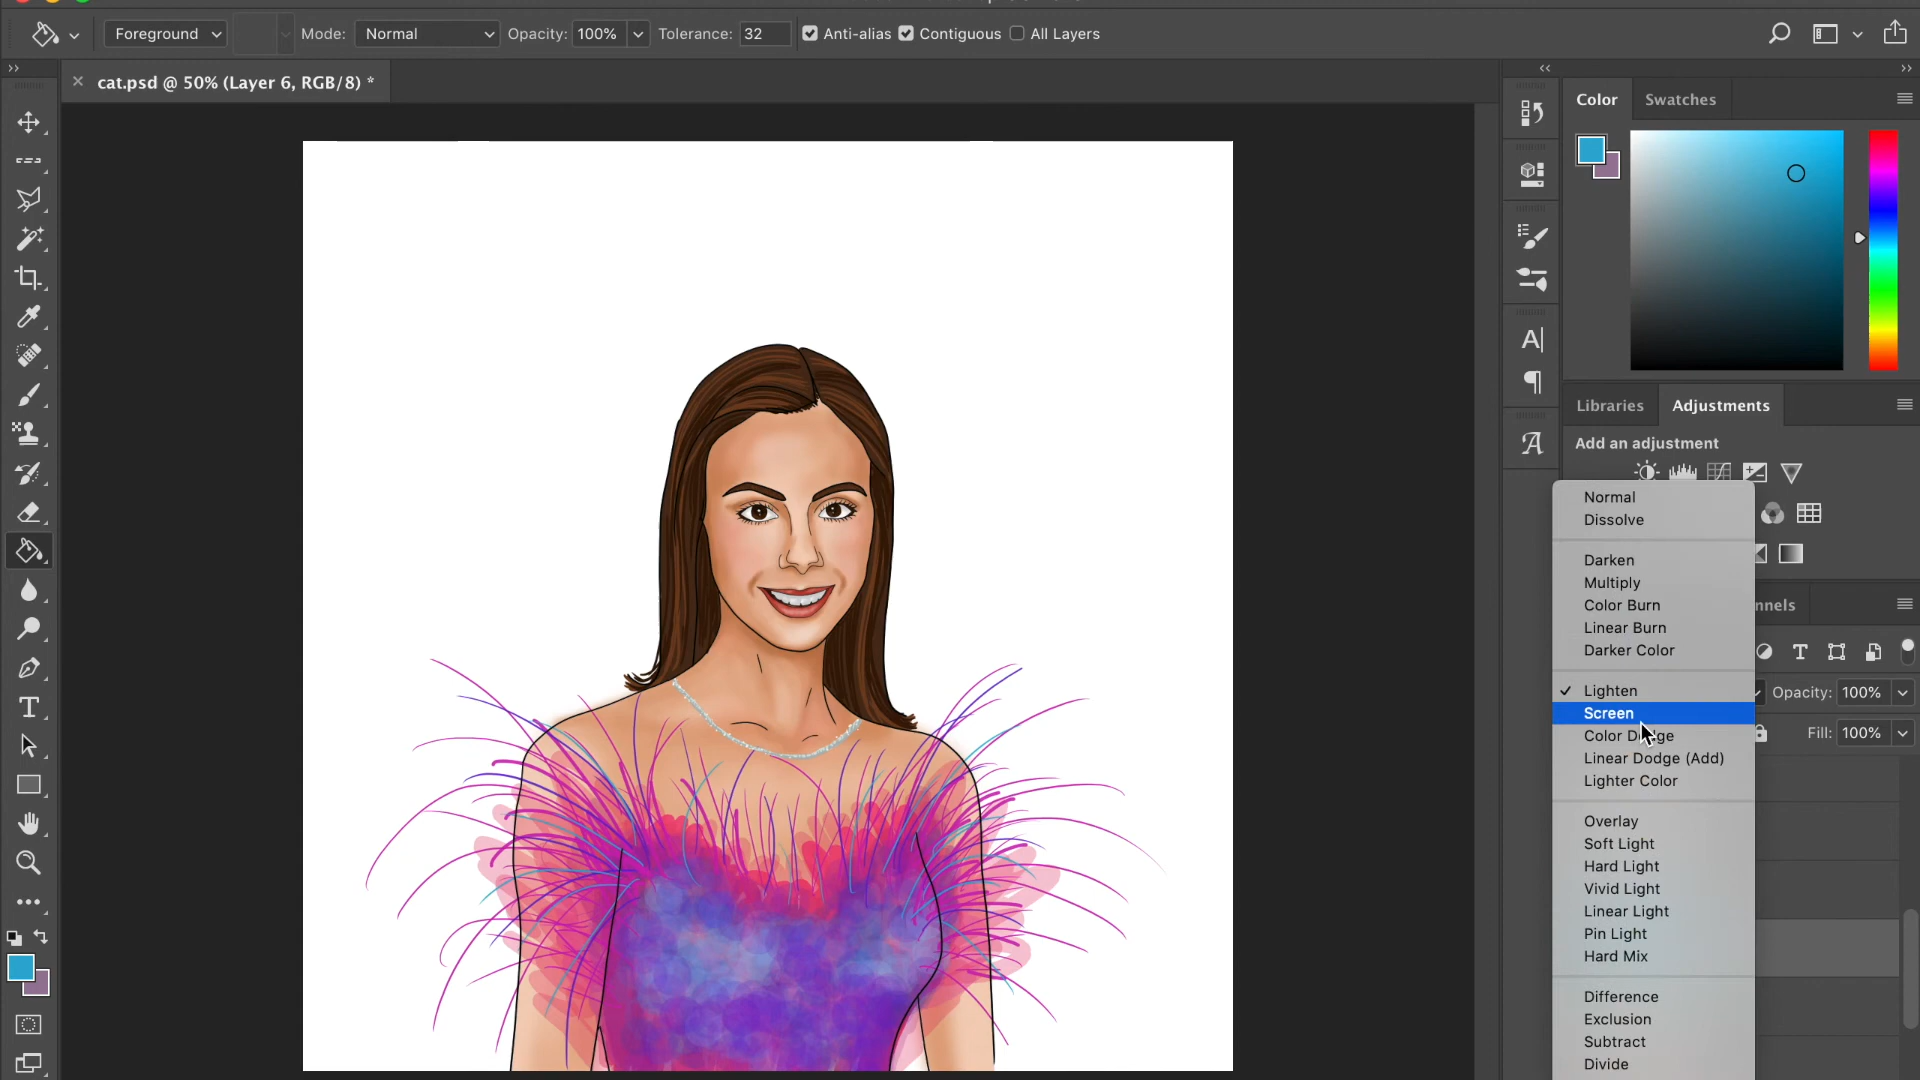 Foreground Mode: Normal Opacity: 100% Tolerance: 32 Anti-alias Contiguous All Layers
cat.psd @ 50% (Layer 6, RGB/8) *
Color Swatches
Libraries Adjustments
Add an adjustment
Normal
Dissolve
Darken
Multiply
Color Burn
Linear Burn
Darker Color
Opacity: 100%
Lighten
Screen
Fill: 100%
Color Dodge
Linear Dodge (Add)
Lighter Color
Overlay
Soft Light
Hard Light
Vivid Light
Linear Light
Pin Light
Hard Mix
Difference
Exclusion
Subtract
Divide